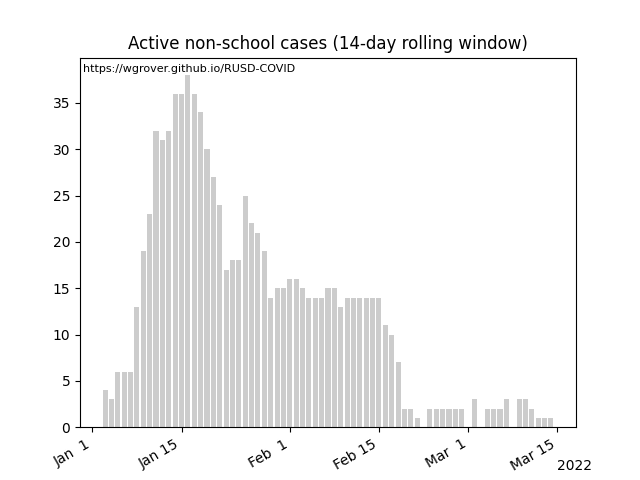 Active non-school cases (14-day rolling window)
https://wgrover.github.io/RUSD-COVID
35
30
25
20
15
10
5
0
Jan 1
Jan 15
Feb 1
Feb 15
Mar 1
Mar 15
2022